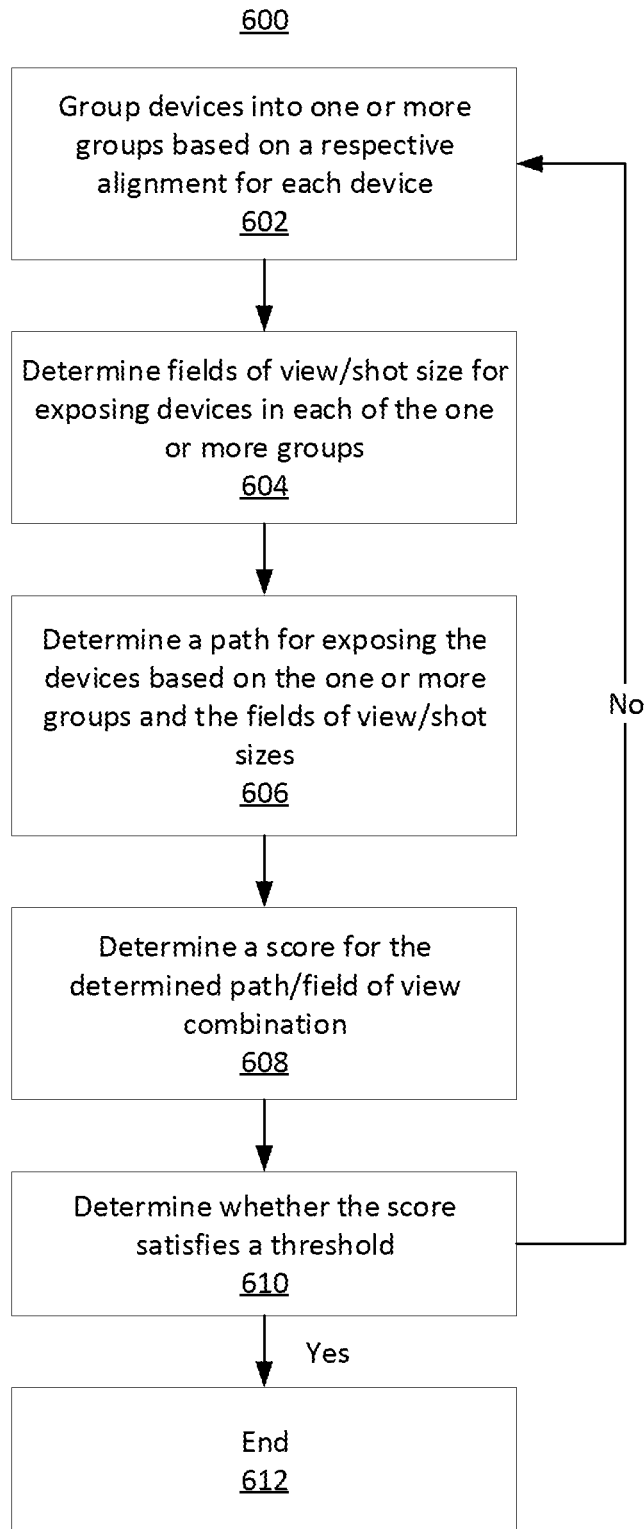 600
Group devices into one or more
groups based on a respective
alignment for each device
602
Determine fields of view/shot size for
exposing devices in each of the one
or more groups
604
Determine a path for exposing the
devices based on the one or more
groups and the fields of view/shot
sizes
606
No
Determine a score for the
determined path/field of view
combination
608
Determine whether the score
satisfies a threshold
610
Yes
End
612